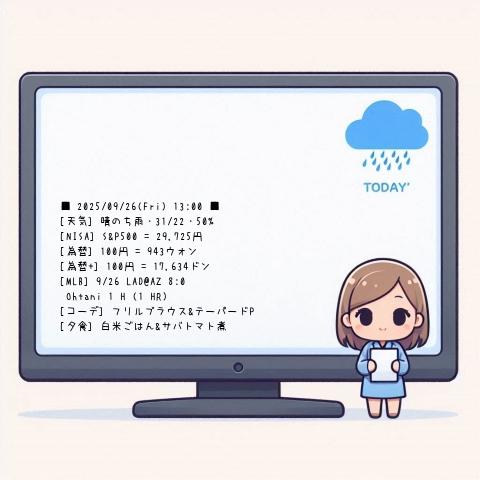 TODAY'
■ 2025/09/26(Fri) 13:00 ■
[天気] 晴のち雨・31/22・50%
[NISA] S&P500 = 29,725円
[為替] 100円 = 943ウオン
[為替+] 100円 = 17,634ドン
[MLB] 9/26 LAD@AZ 8:0
Ohtani 1 H (1 HR)
[コーデ] フリルブラウス&テーパードP
[夕食] 白米ごはん&サバトマト煮